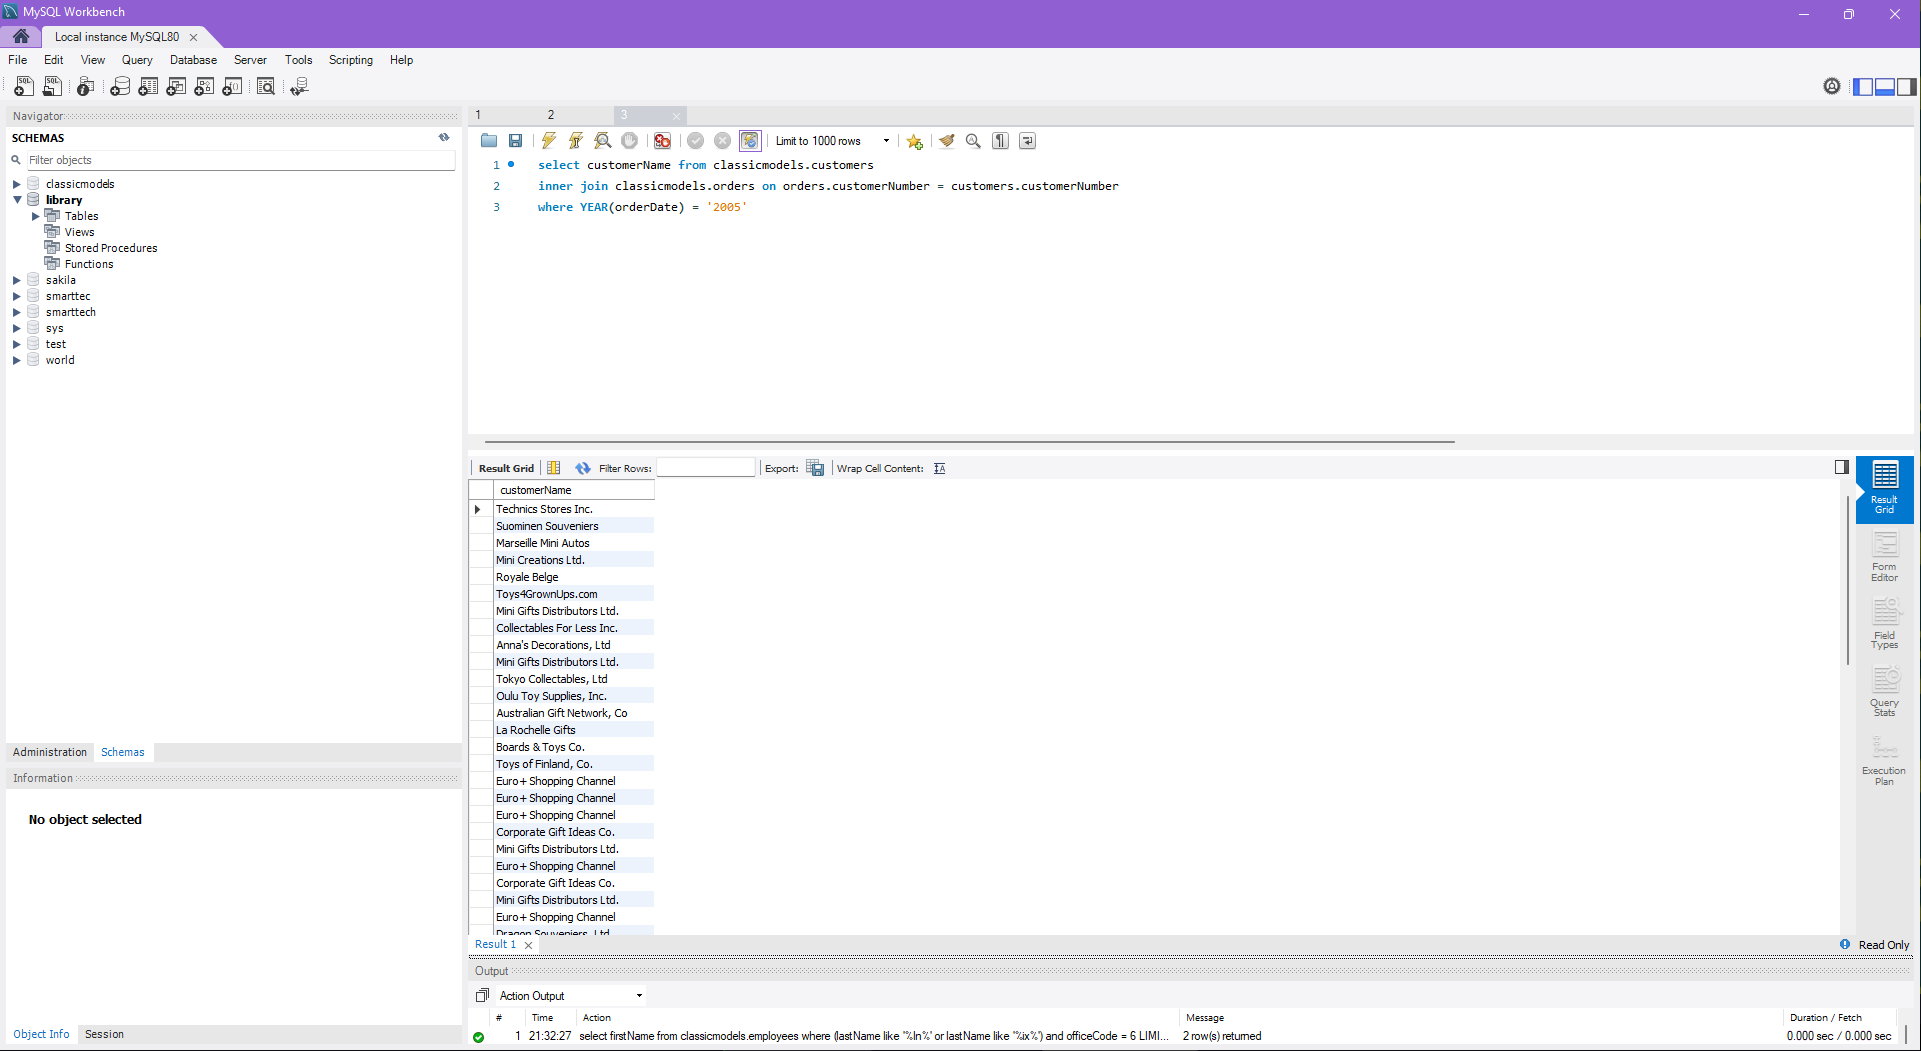 MySQL Workbench
Local instance MySQL80
File Edit View Query Database Server Tools Scripting Help
Navigator
SCHEMAS
Filter objects
classicmodels
library
Tables
Views
Stored Procedures
Functions
sakila
smarttec
smarttech
sys
test
world
Administration Schemas
Information
No object selected
Object Info Session
1 2 3
Limit to 1000 rows
1 select customerName from classicmodels.customers
2 inner join classicmodels.orders on orders.customerNumber = customers.customerNumber
3 where YEAR(orderDate) = '2005'
Result Grid Filter Rows: Export: Wrap Cell Content:
customerName
Technics Stores Inc.
Suominen Souveniers
Marseille Mini Autos
Mini Creations Ltd.
Royale Belge
Toys4GrownUps.com
Mini Gifts Distributors Ltd.
Collectables For Less Inc.
Anna's Decorations, Ltd
Mini Gifts Distributors Ltd.
Tokyo Collectables, Ltd
Oulu Toy Supplies, Inc.
Australian Gift Network, Co
La Rochelle Gifts
Boards & Toys Co.
Toys of Finland, Co.
Euro+ Shopping Channel
Euro+ Shopping Channel
Euro+ Shopping Channel
Corporate Gift Ideas Co.
Mini Gifts Distributors Ltd.
Euro+ Shopping Channel
Corporate Gift Ideas Co.
Mini Gifts Distributors Ltd.
Euro+ Shopping Channel
Dragon Souveniers, Ltd.
Result
Grid
Form
Editor
Field
Types
Query
Stats
Execution
Plan
Result 1
Read Only
Output
Action Output
# Time Action Message Duration / Fetch
1 21:32:27 select firstName from classicmodels.employees where (lastName like '%ln%' or lastName like '%ix%') and officeCode = 6 LIMI... 2 row(s) returned 0.000 sec / 0.000 sec